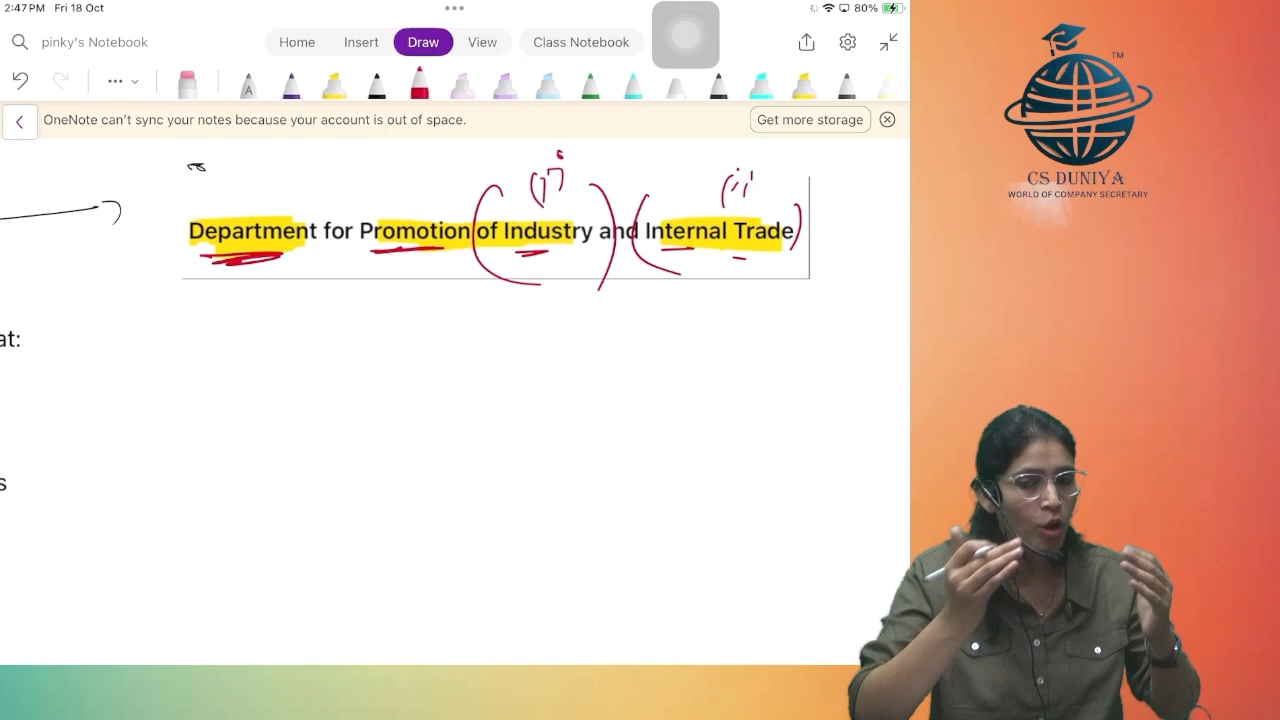 2:47 PM Fri 18 Oct
80%
pinky's Notebook
Home Insert Draw View Class Notebook
A
OneNote can't sync your notes because your account is out of space.
Get more storage
(i)
(ii)
Department for Promotion of Industry and Internal Trade
at:
s
TM
CS DUNIYA
WORLD OF COMPANY SECRETARY